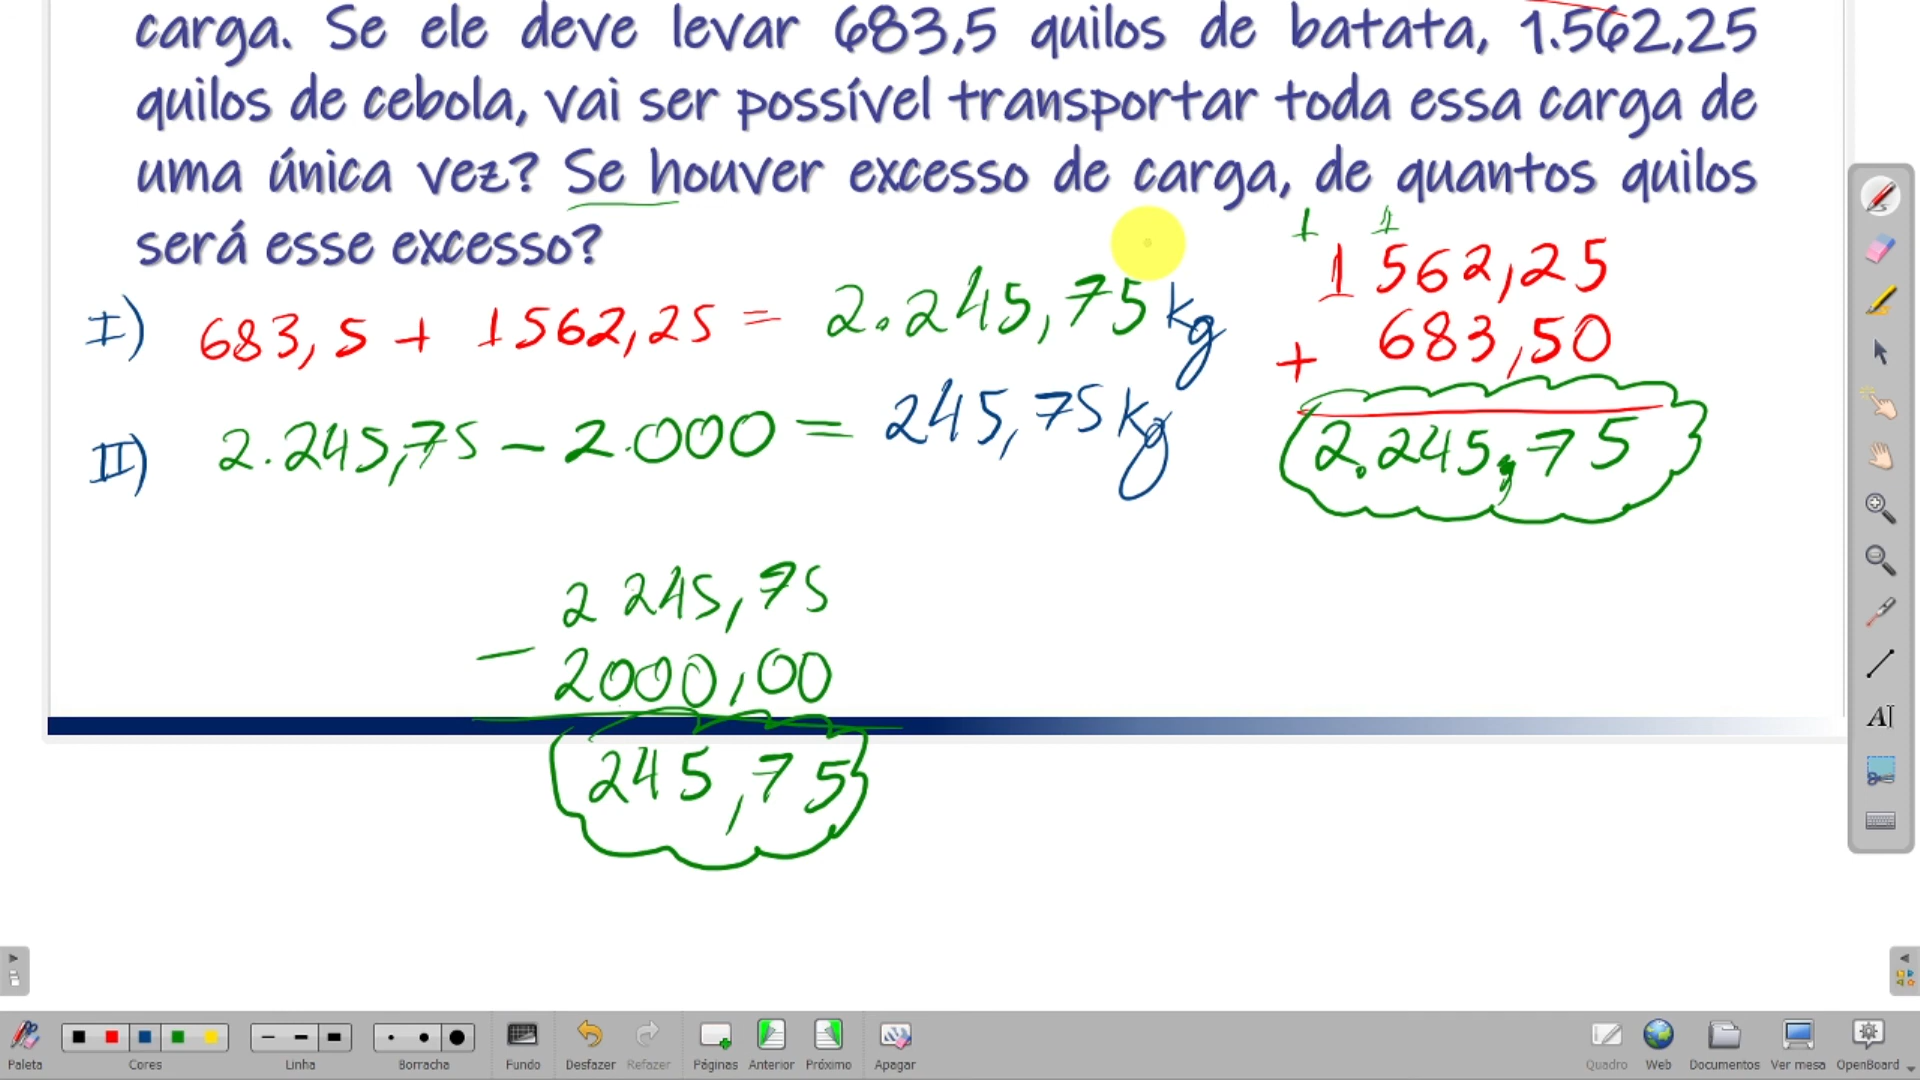 carga. Se ele deve levar 683,5 quilos de batata, 1.562,25
quilos de cebola, vai ser possível transportar toda essa carga de
uma única vez? Se houver excesso de carga, de quantos quilos
será esse excesso?
1 1
1 562,25
+ 683,50
2.245,75
I) 683,5 + 1562,25 = 2.245,75 kg
II) 2.245,75 - 2.000 = 245,75 kg
2 245,75
- 2000,00
245,75
Paleta Cores Linha Borracha Fundo Desfazer Refazer Páginas Anterior Próximo Apagar Quadro Web Documentos Ver mesa OpenBoard